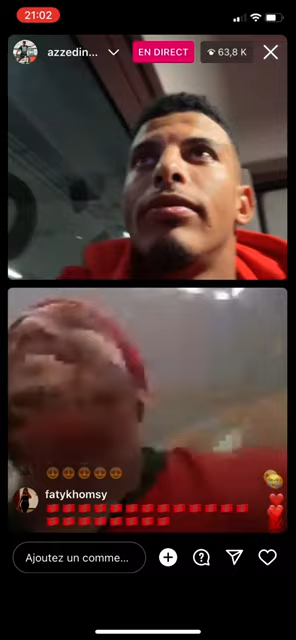 21:02
azzedin...
EN DIRECT
63,8 K
fatykhomsy
Ajoutez un comme...